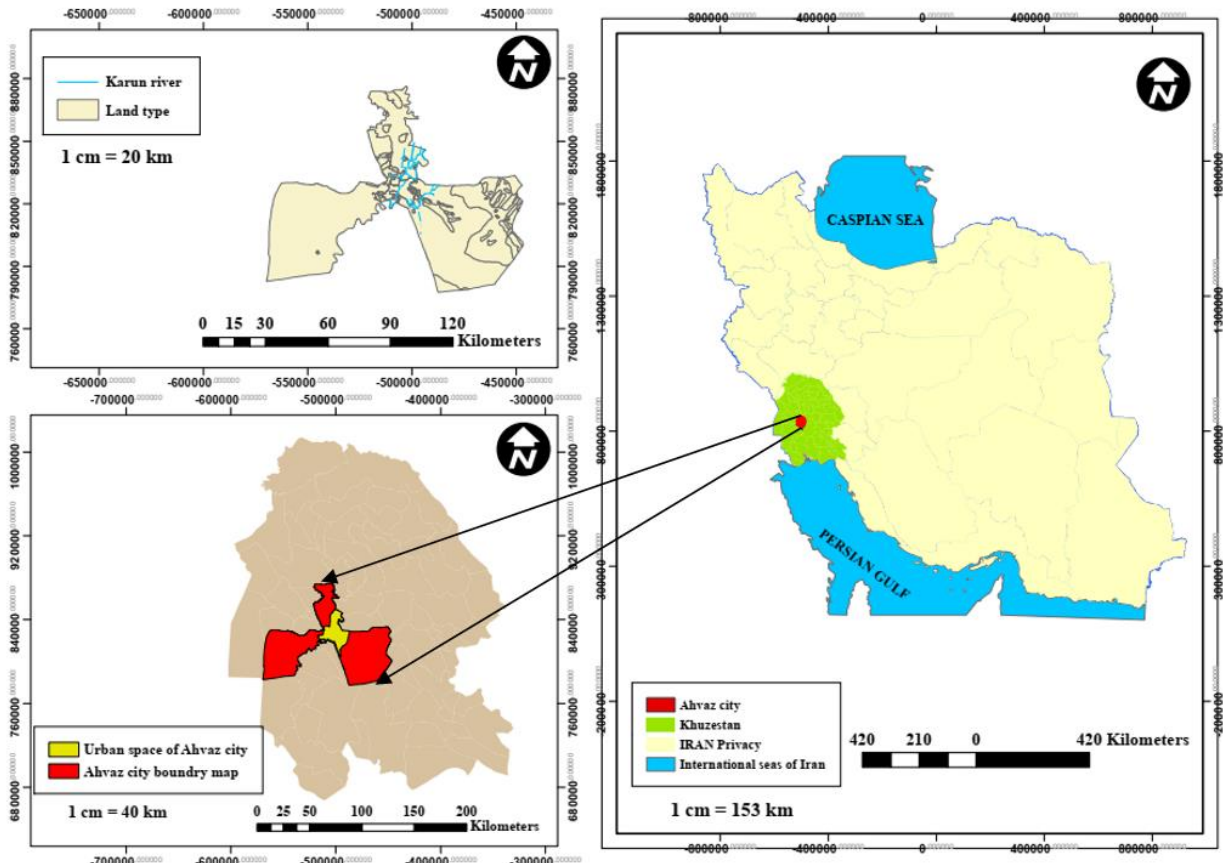 -650000 -600000 -550000 -500000 -450000
880000
850000
820000
790000
760000
N
Karun river
Land type
1 cm = 20 km
0 15 30 60 90 120
Kilometers
-650000 -600000 -550000 -500000 -450000
-700000 -600000 -500000 -400000 -300000
1000000
920000
840000
760000
680000
N
Urban space of Ahvaz city
Ahvaz city boundry map
1 cm = 40 km
0 25 50 100 150 200
Kilometers
-700000 -600000 -500000 -400000 -300000
-800000 -400000 0 400000 800000
1800000
1300000
800000
300000
-200000
N
CASPIAN SEA
PERSIAN GULF
Ahvaz city
Khuzestan
IRAN Privacy
International seas of Iran
420 210 0 420 Kilometers
1 cm = 153 km
-800000 -400000 0 400000 800000